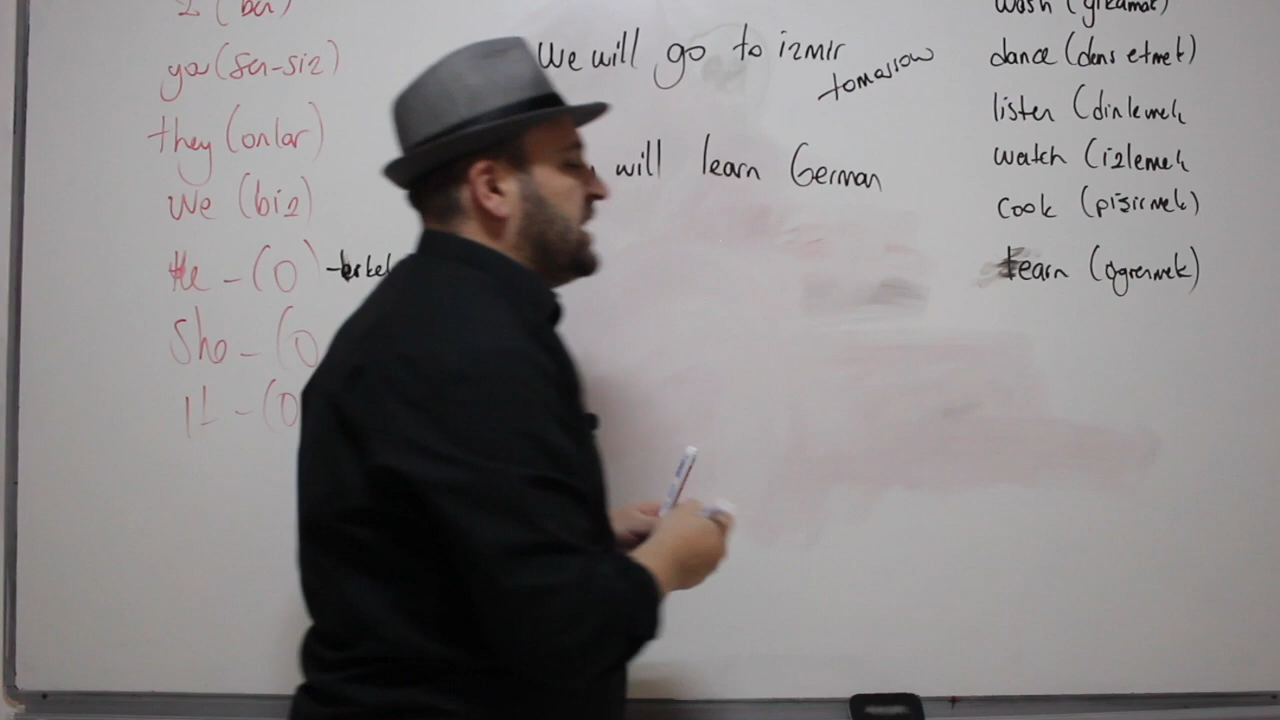 I (ben)
you (sen-siz)
they (onlar)
we (biz)
He - (O) - erkek
She - (O
It - (O
We will go to izmir
tomorrow
will learn German
wash (yıkamak)
dance (dans etmek)
listen (dinlemek
watch (izlemek
cook (pişirmek)
learn (öğrenmek)